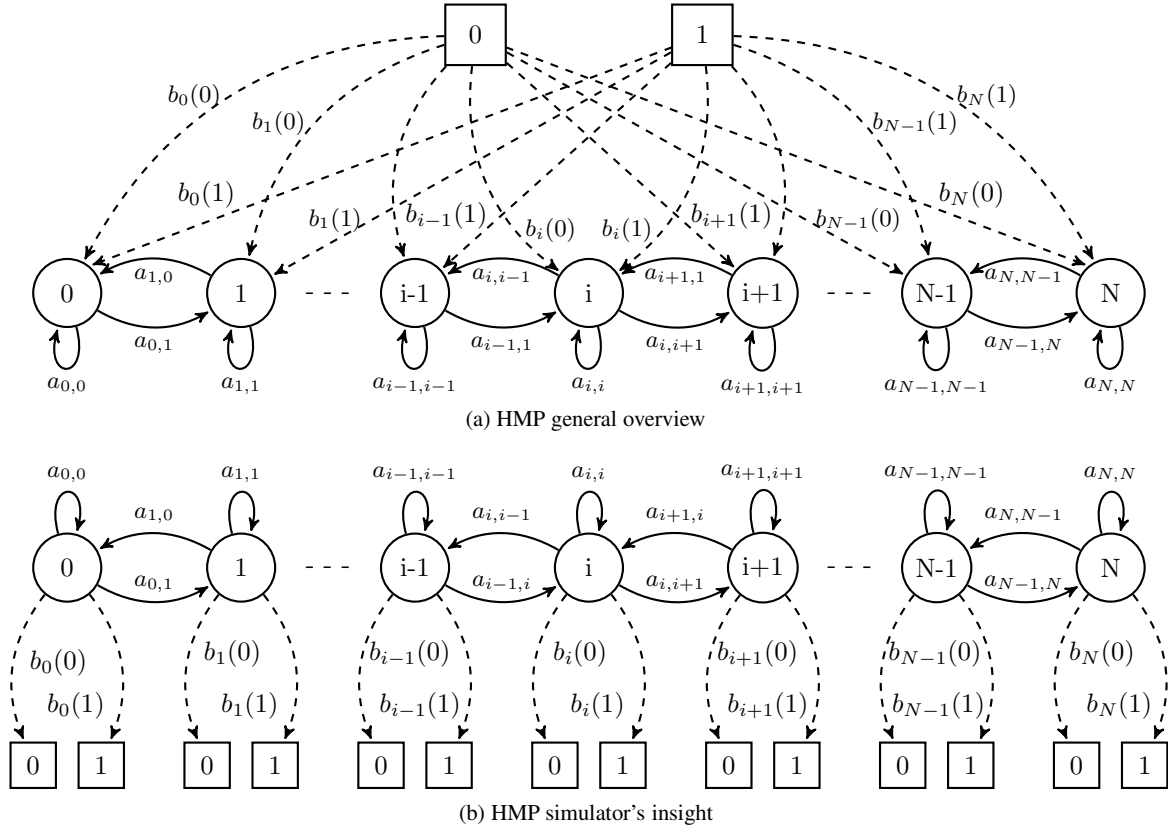 0 1
b_0(0) b_1(0) b_{N-1}(1) b_N(1)
b_0(1) b_1(1) b_{i-1}(1) b_i(0) b_i(1) b_{i+1}(1) b_{N-1}(0) b_N(0)
a_{1,0} a_{i,i-1} a_{i+1,1} a_{N,N-1}
0 1 - - - i-1 i i+1 - - - N-1 N
a_{0,1} a_{i-1,1} a_{i,i+1} a_{N-1,N}
a_{0,0} a_{1,1} a_{i-1,i-1} a_{i,i} a_{i+1,i+1} a_{N-1,N-1} a_{N,N}
(a) HMP general overview
a_{0,0} a_{1,1} a_{i-1,i-1} a_{i,i} a_{i+1,i+1} a_{N-1,N-1} a_{N,N}
a_{1,0} a_{i,i-1} a_{i+1,i} a_{N,N-1}
0 1 - - - i-1 i i+1 - - - N-1 N
a_{0,1} a_{i-1,i} a_{i,i+1} a_{N-1,N}
b_0(0) b_1(0) b_{i-1}(0) b_i(0) b_{i+1}(0) b_{N-1}(0) b_N(0)
b_0(1) b_1(1) b_{i-1}(1) b_i(1) b_{i+1}(1) b_{N-1}(1) b_N(1)
0 1 0 1 0 1 0 1 0 1 0 1 0 1
(b) HMP simulator's insight